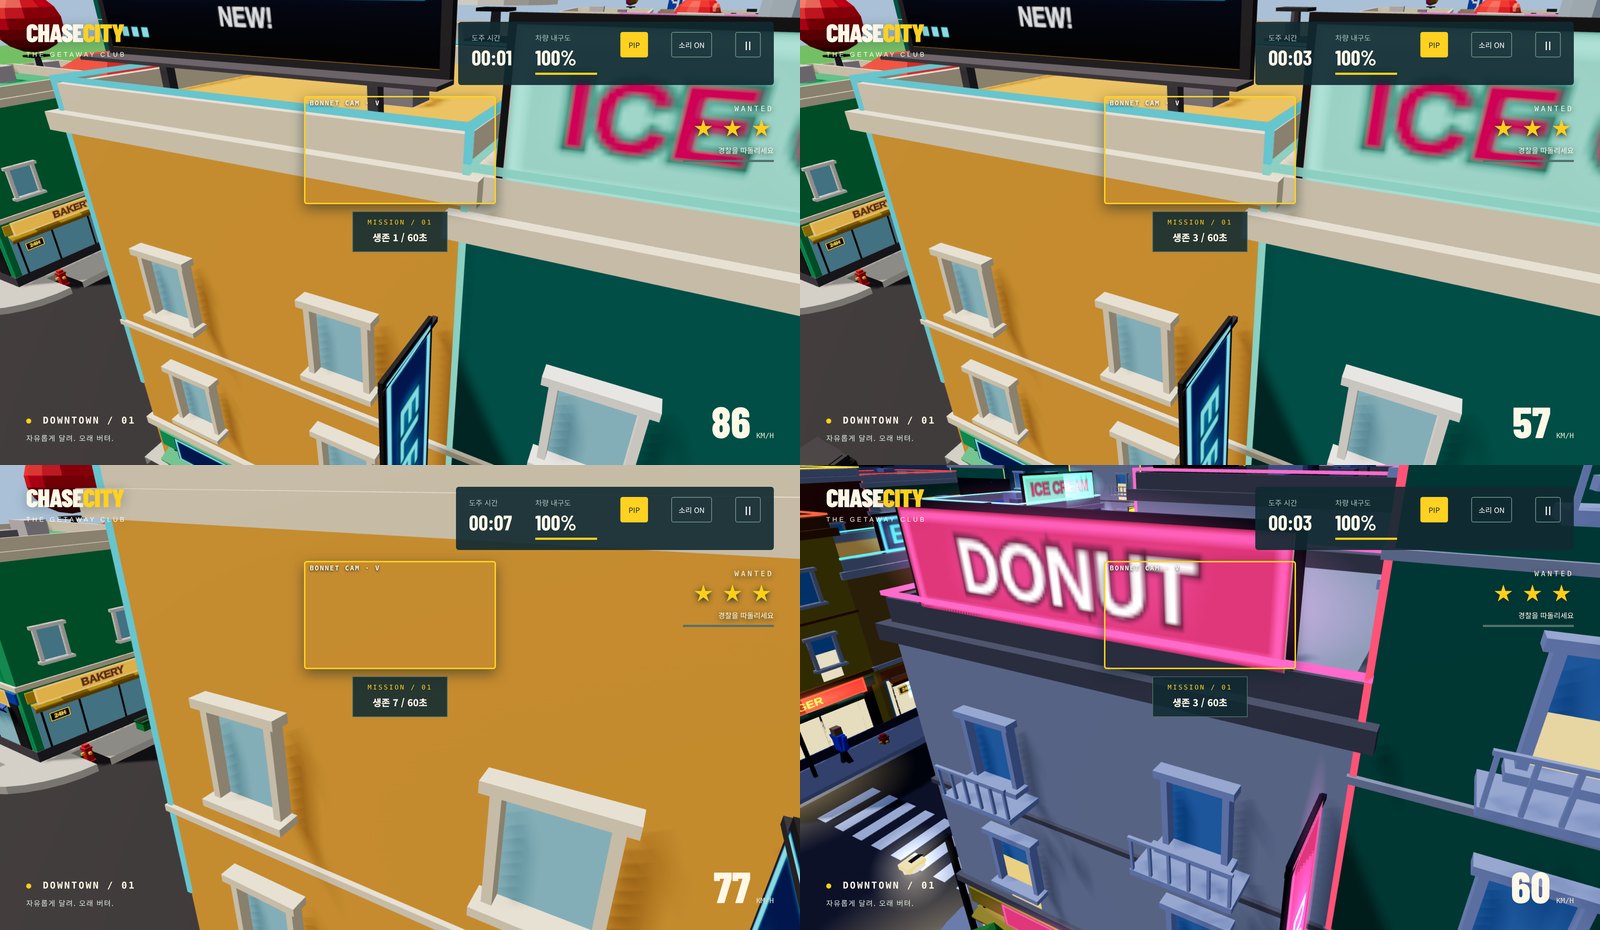 NEW!
CHASECITY
THE GETAWAY CLUB
도주 시간
차량 내구도
PIP
소리 ON
00:01
100%
ICE
BONNET CAM · V
WANTED
★ ★ ★
경찰을 따돌리세요
BAKERY
24H
MISSION / 01
생존 1 / 60초
DOWNTOWN / 01
자유롭게 달려. 오래 버텨.
86 KM/H
NEW!
CHASECITY
THE GETAWAY CLUB
도주 시간
차량 내구도
PIP
소리 ON
00:03
100%
ICE
BONNET CAM · V
WANTED
★ ★ ★
경찰을 따돌리세요
BAKERY
24H
MISSION / 01
생존 3 / 60초
DOWNTOWN / 01
자유롭게 달려. 오래 버텨.
57 KM/H
CHASECITY
THE GETAWAY CLUB
도주 시간
차량 내구도
PIP
소리 ON
00:07
100%
BONNET CAM · V
WANTED
★ ★ ★
경찰을 따돌리세요
BAKERY
24H
MISSION / 01
생존 7 / 60초
DOWNTOWN / 01
자유롭게 달려. 오래 버텨.
77 KM/H
ICE CREAM
CHASECITY
THE GETAWAY CLUB
도주 시간
차량 내구도
PIP
소리 ON
00:03
100%
DONUT
BONNET CAM · V
WANTED
★ ★ ★
경찰을 따돌리세요
GER
24H
MISSION / 01
생존 3 / 60초
DOWNTOWN / 01
자유롭게 달려. 오래 버텨.
60 KM/H